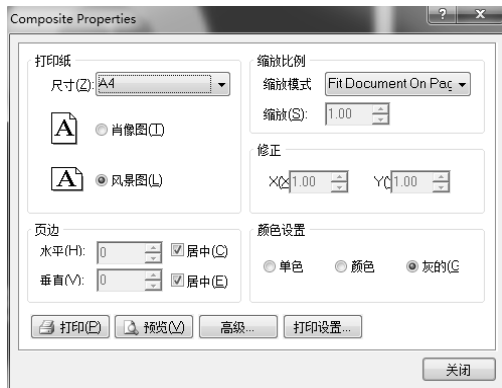 Composite Properties
打印纸
尺寸(Z): A4
A 肖像图(T)
A 风景图(L)
缩放比例
缩放模式 Fit Document On Pag
缩放(S): 1.00
修正
X(X 1.00 Y( 1.00
页边
水平(H): 0 居中(C)
垂直(V): 0 居中(E)
颜色设置
单色 颜色 灰的(G
打印(P) 预览(V) 高级... 打印设置...
关闭